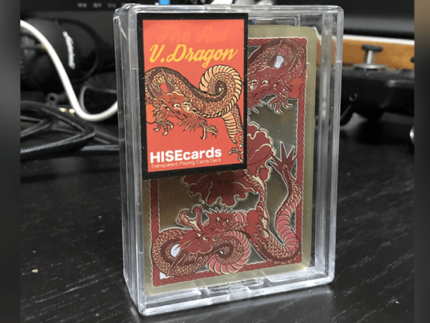 V.Dragon
HISEcards
Transparent Playing Cards Deck